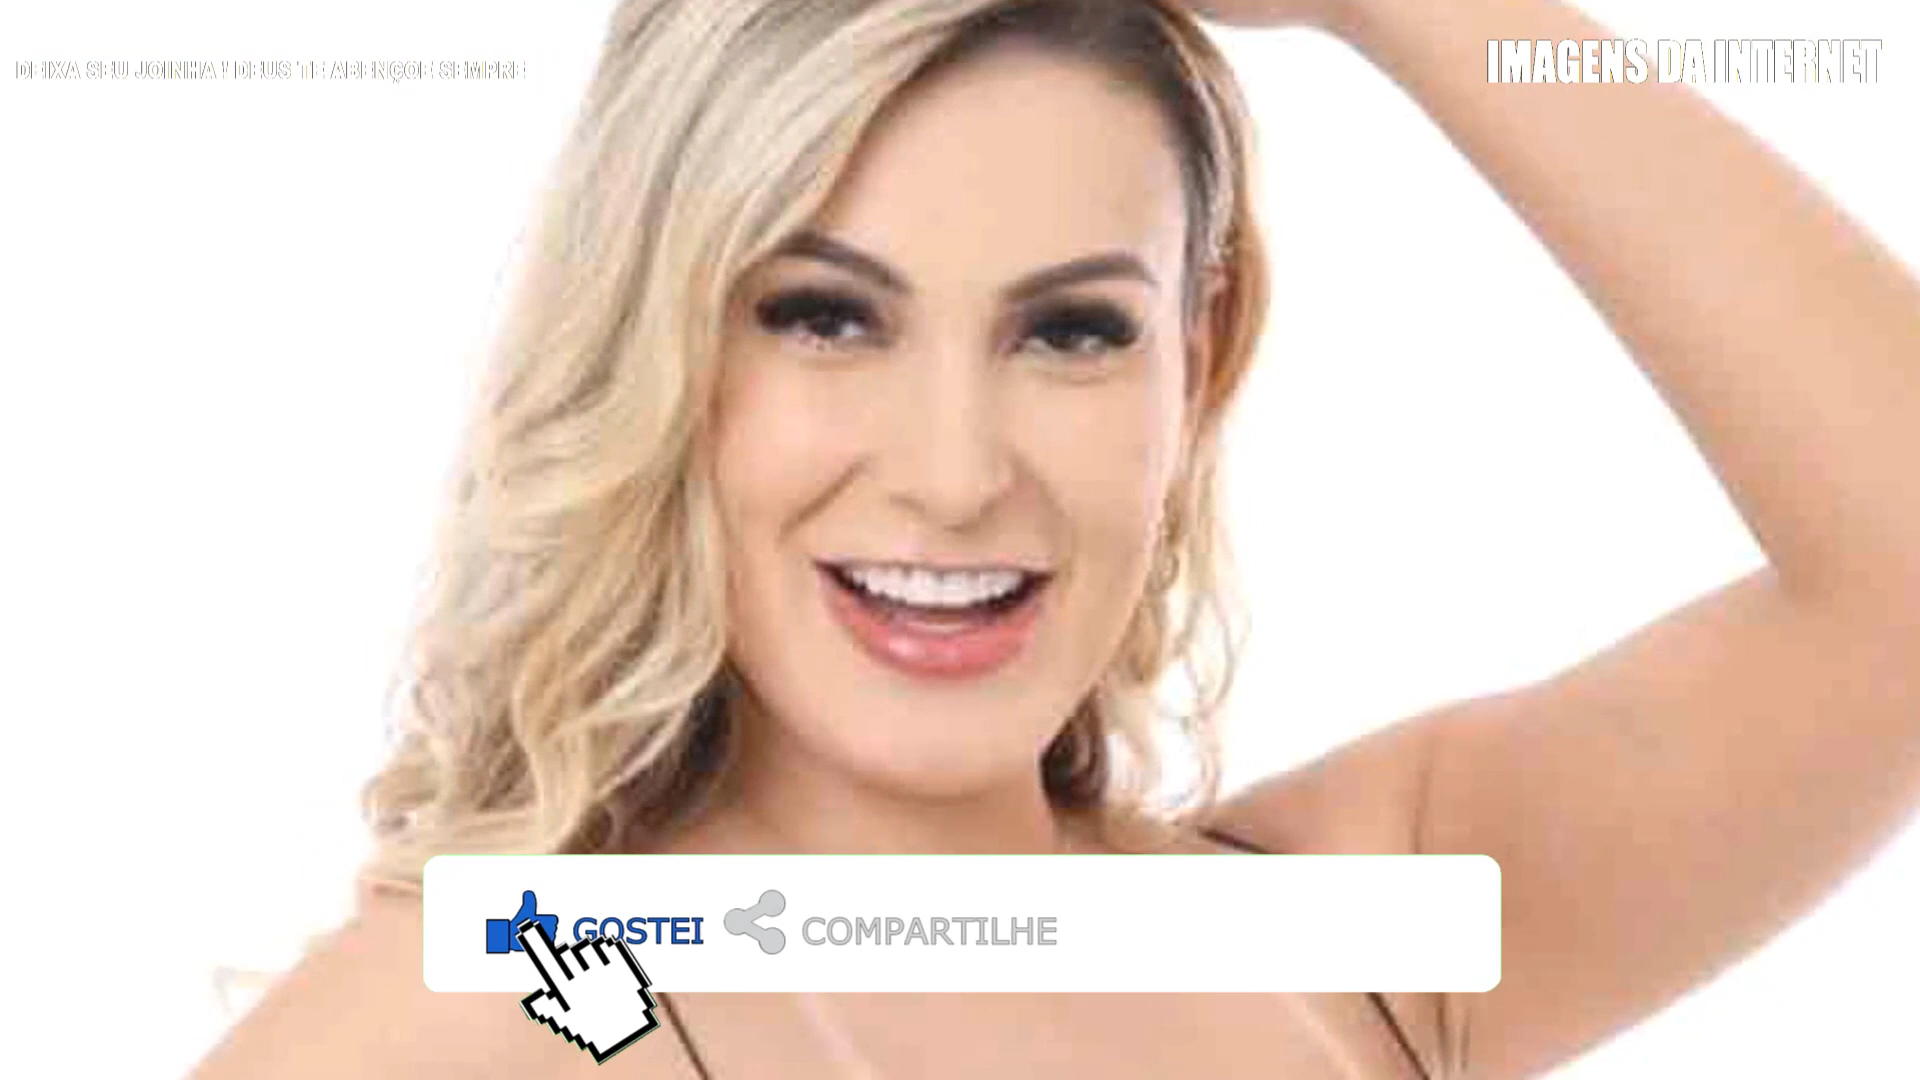 DEIXA SEU JOINHA ! DEUS TE ABENÇOE SEMPRE
IMAGENS DA INTERNET
GOSTEI COMPARTILHE